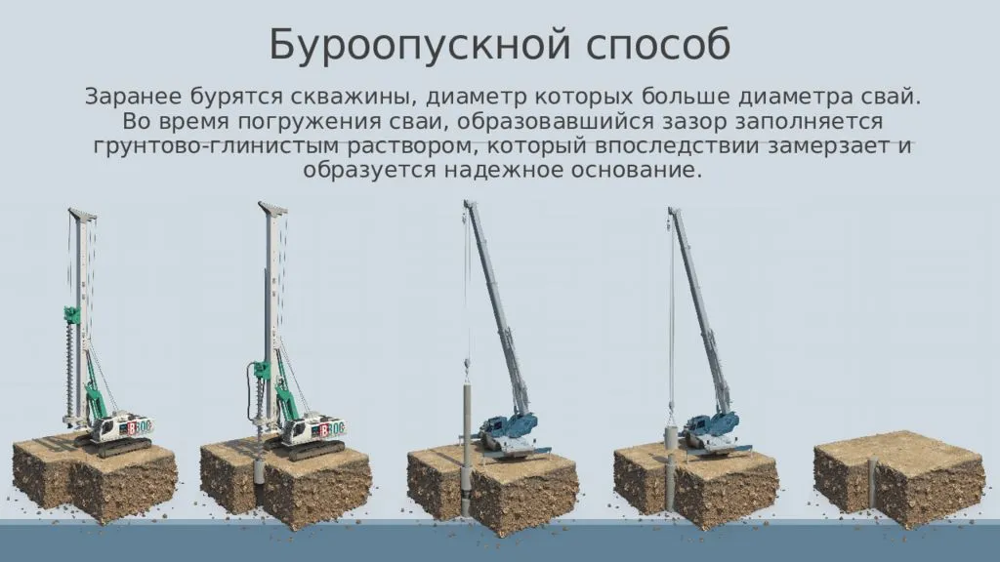 Буроопускной способ
Заранее бурятся скважины, диаметр которых больше диаметра свай.
Во время погружения сваи, образовавшийся зазор заполняется
грунтово-глинистым раствором, который впоследствии замерзает и
образуется надежное основание.